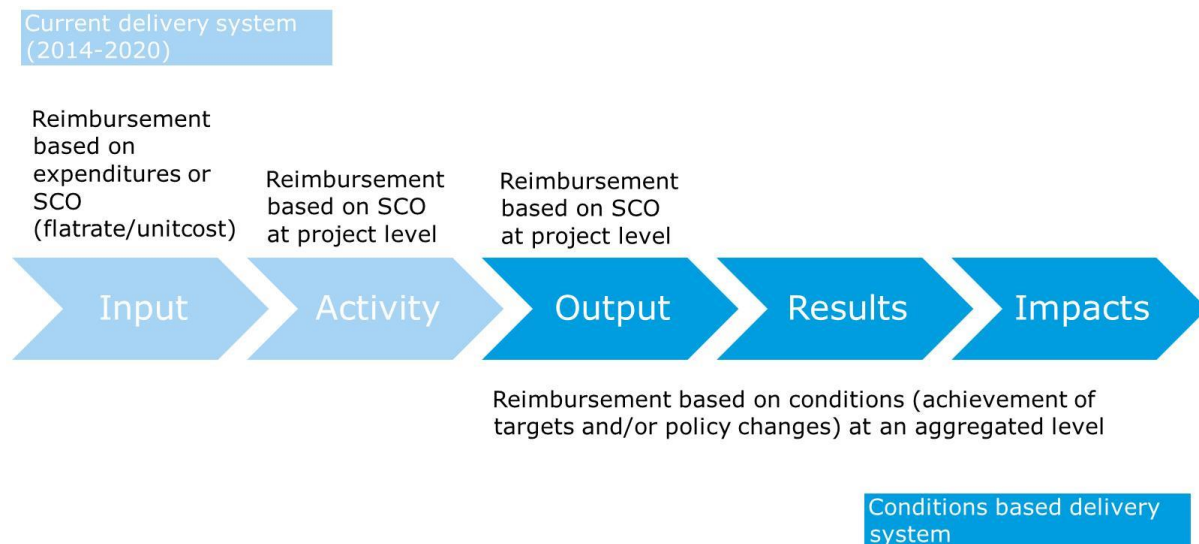 Current delivery system
(2014-2020)
Reimbursement
based on
expenditures or
SCO
(flatrate/unitcost)
Reimbursement
based on SCO
at project level
Reimbursement
based on SCO
at project level
Input
Activity
Output
Results
Impacts
Reimbursement based on conditions (achievement of
targets and/or policy changes) at an aggregated level
Conditions based delivery
system